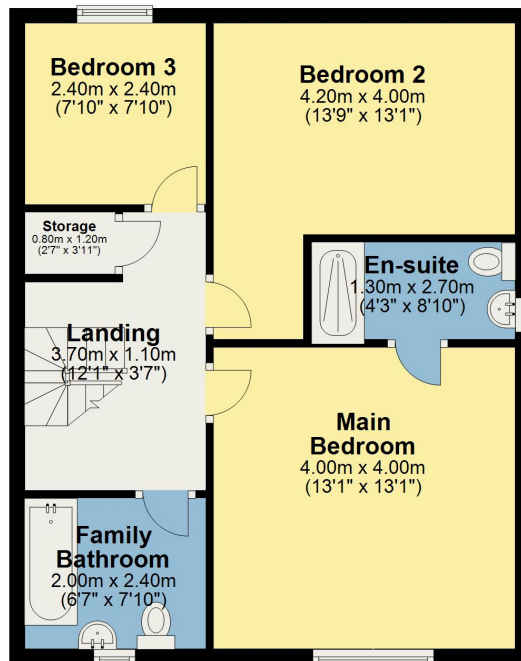 Bedroom 3
2.40m x 2.40m
(7'10" x 7'10")
Bedroom 2
4.20m x 4.00m
(13'9" x 13'1")
Storage
0.80m x 1.20m
(2'7" x 3'11")
En-suite
1.30m x 2.70m
(4'3" x 8'10")
Landing
3.70m x 1.10m
(12'1" x 3'7")
Main
Bedroom
4.00m x 4.00m
(13'1" x 13'1")
Family
Bathroom
2.00m x 2.40m
(6'7" x 7'10")